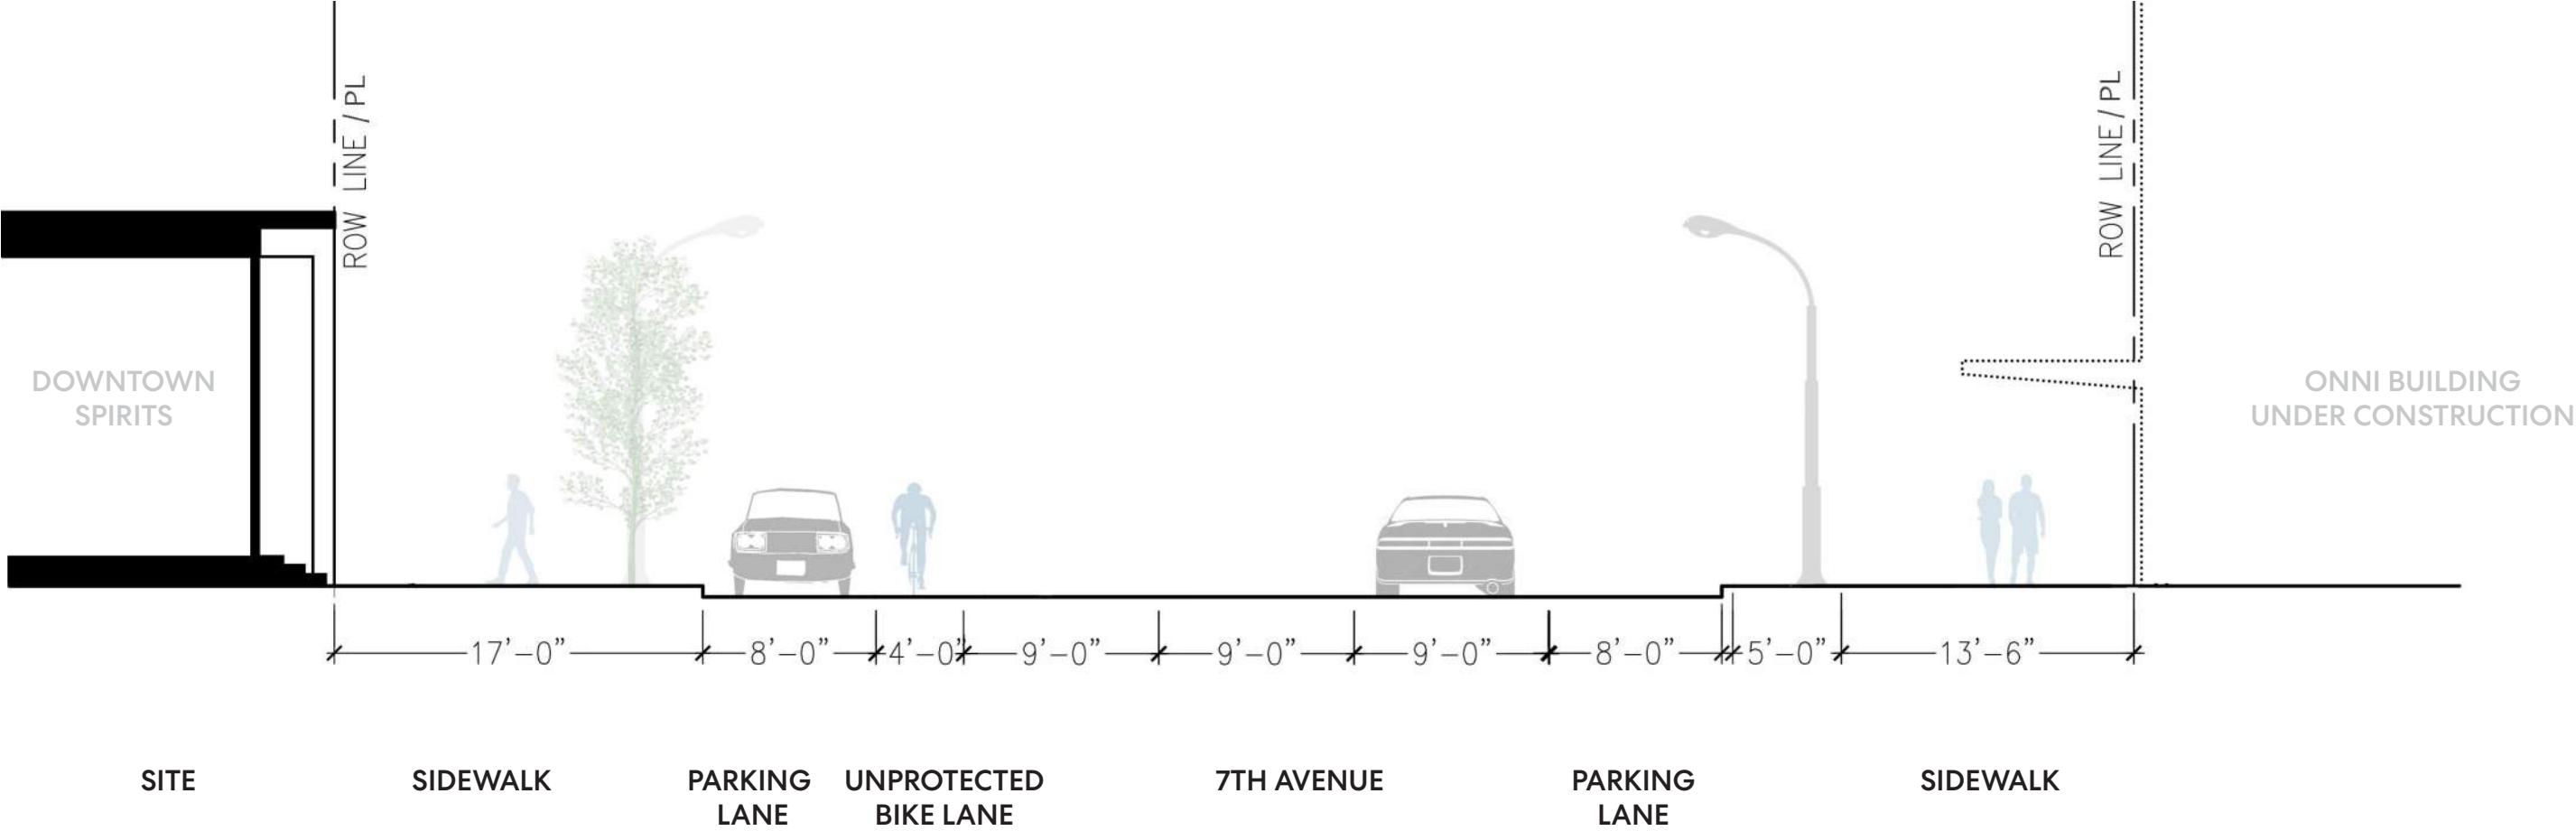 ROW LINE / PL
ROW LINE / PL
DOWNTOWN
SPIRITS
ONNI BUILDING
UNDER CONSTRUCTION
17’-0” 8’-0” 4’-0” 9’-0” 9’-0” 9’-0” 8’-0” 5’-0” 13’-6”
SITE
SIDEWALK
PARKING
LANE
UNPROTECTED
BIKE LANE
7TH AVENUE
PARKING
LANE
SIDEWALK